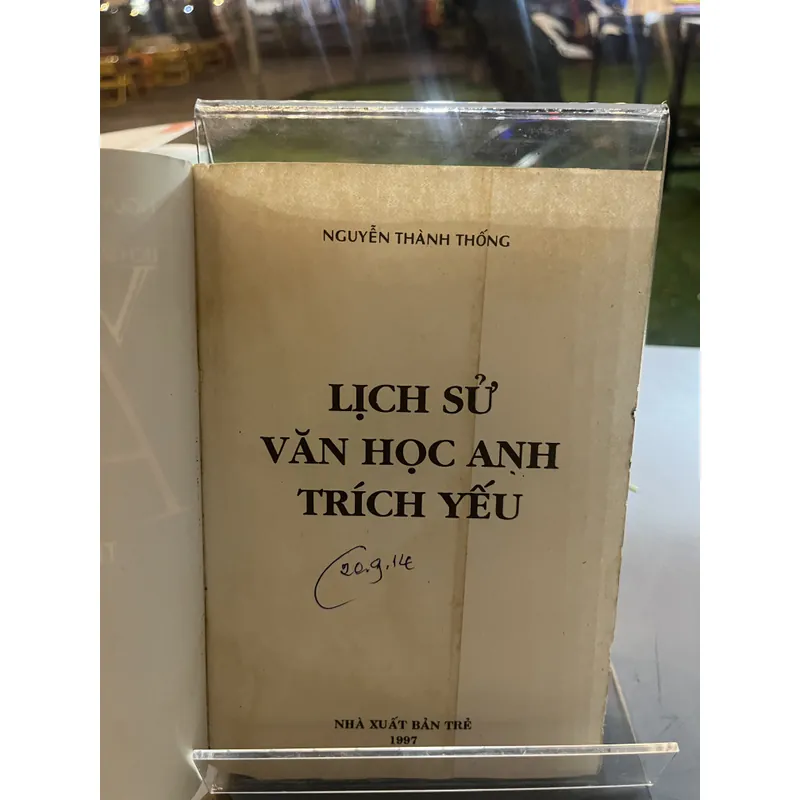 NGUYỄN THÀNH THỐNG
LỊCH SỬ
VĂN HỌC ANH
TRÍCH YẾU
20.9.14
NHÀ XUẤT BẢN TRẺ
1997